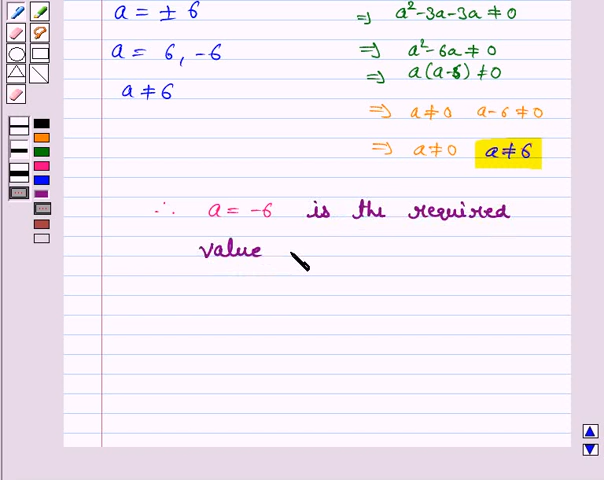 a = ± 6
a = 6, -6
a ≠ 6
⇒ a²-3a-3a ≠ 0
⇒ a²-6a ≠ 0
⇒ a(a-6) ≠ 0
⇒ a ≠ 0 a-6 ≠ 0
⇒ a ≠ 0 a ≠ 6
∴ a = -6 is the required
value